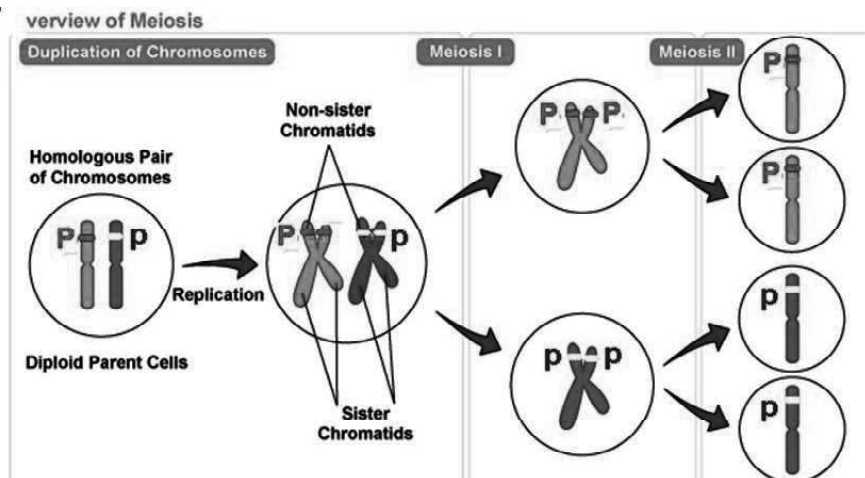 verview of Meiosis
Duplication of Chromosomes
Meiosis I
Meiosis II
Non-sister
Chromatids
Homologous Pair
of Chromosomes
P p
Replication
Diploid Parent Cells
P p
Sister
Chromatids
P P
p p
P
P
p
p